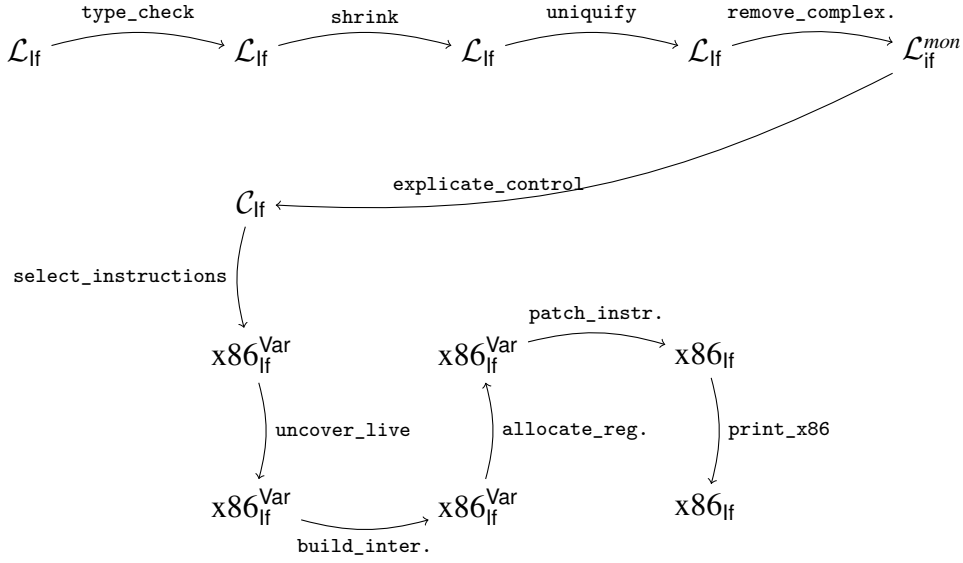 type_check shrink uniquify remove_complex.
ℒ_If ℒ_If ℒ_If ℒ_If ℒ_if^mon
explicate_control
𝒞_If
select_instructions
patch_instr.
x86_If^Var x86_If^Var x86_If
uncover_live allocate_reg. print_x86
x86_If^Var x86_If^Var x86_If
build_inter.